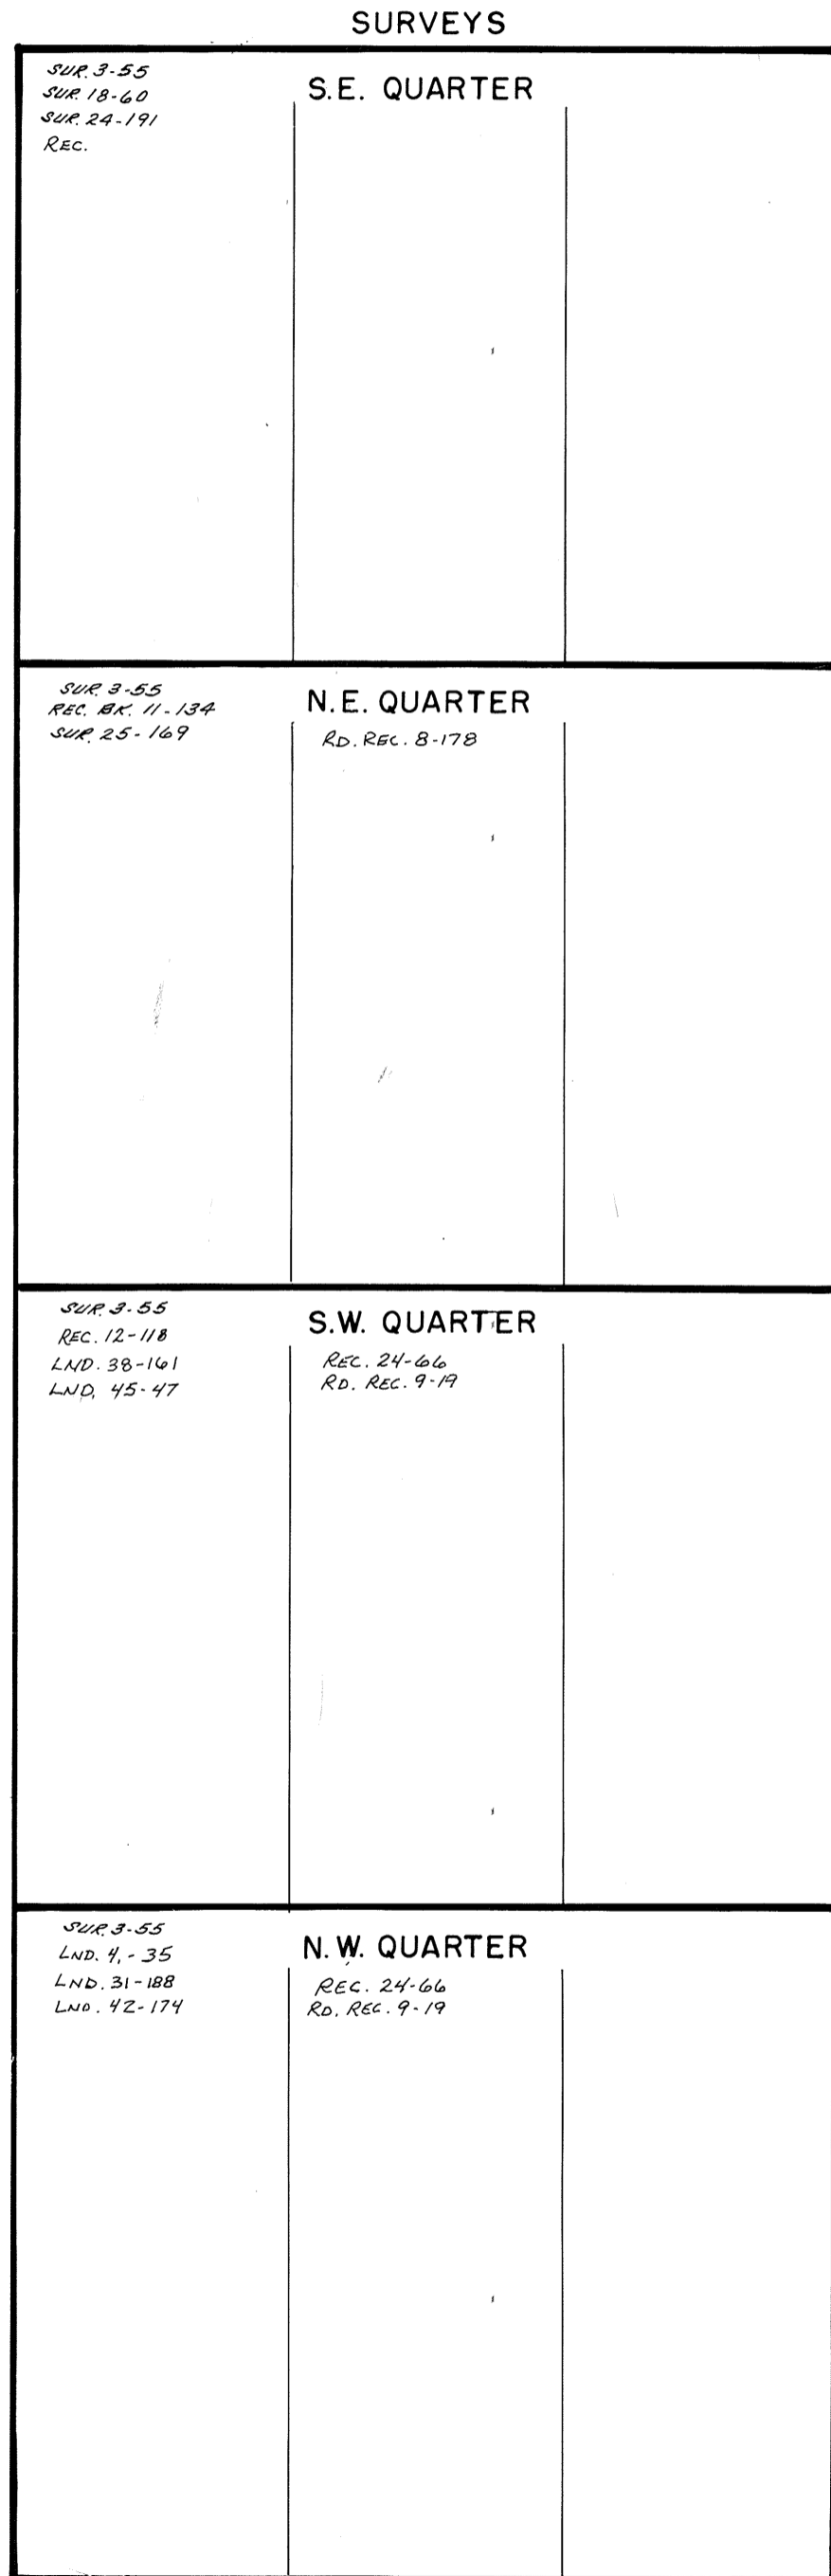 SURVEYS
S.E. QUARTER
SUR. 3-55
SUR. 18-60
SUR. 24-191
REC.
N.E. QUARTER
SUR. 3-55
REC. BK. 11-134
SUR. 25-169
RD. REC. 8-178
S.W. QUARTER
SUR. 3-55
REC. 12-118
LND. 38-161
LND. 45-47
REC. 24-66
RD. REC. 9-19
N.W. QUARTER
SUR. 3-55
LND. 4,-35
LND. 31-188
LND. 42-174
REC. 24-66
RD. REC. 9-19